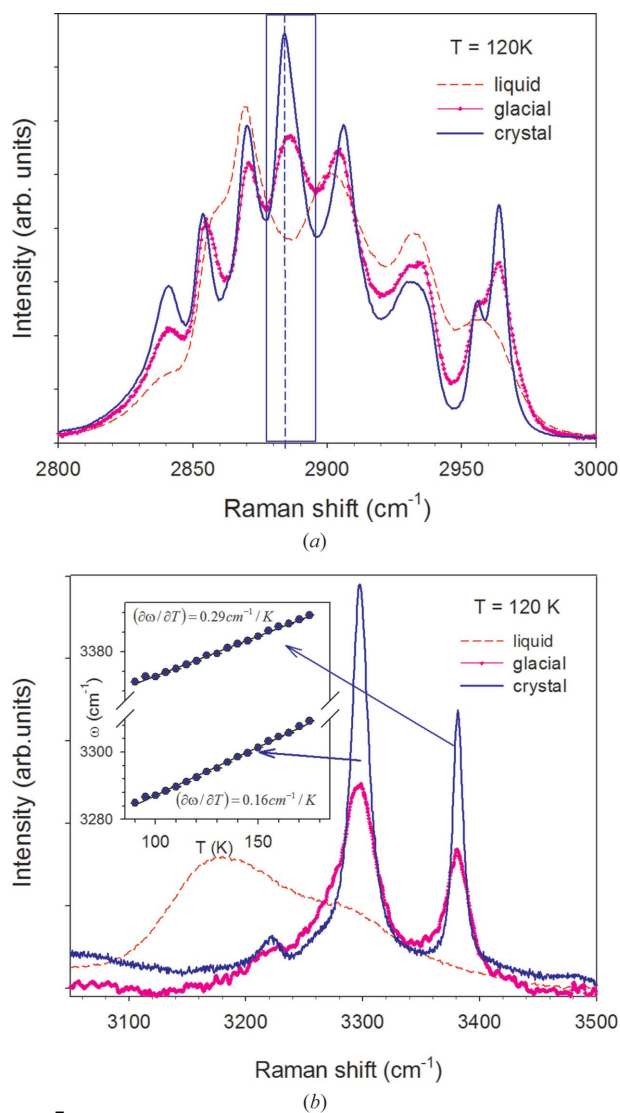 T = 120K
liquid
glacial
crystal
Intensity (arb. units)
2800 2850 2900 2950 3000
Raman shift (cm⁻¹)
(a)
T = 120 K
liquid
glacial
crystal
(∂ω/∂T) = 0.29cm⁻¹/K
3380
ω (cm⁻¹)
3300
(∂ω/∂T) = 0.16cm⁻¹/K
3280
100 150
T (K)
Intensity (arb.units)
3100 3200 3300 3400 3500
Raman shift (cm⁻¹)
(b)